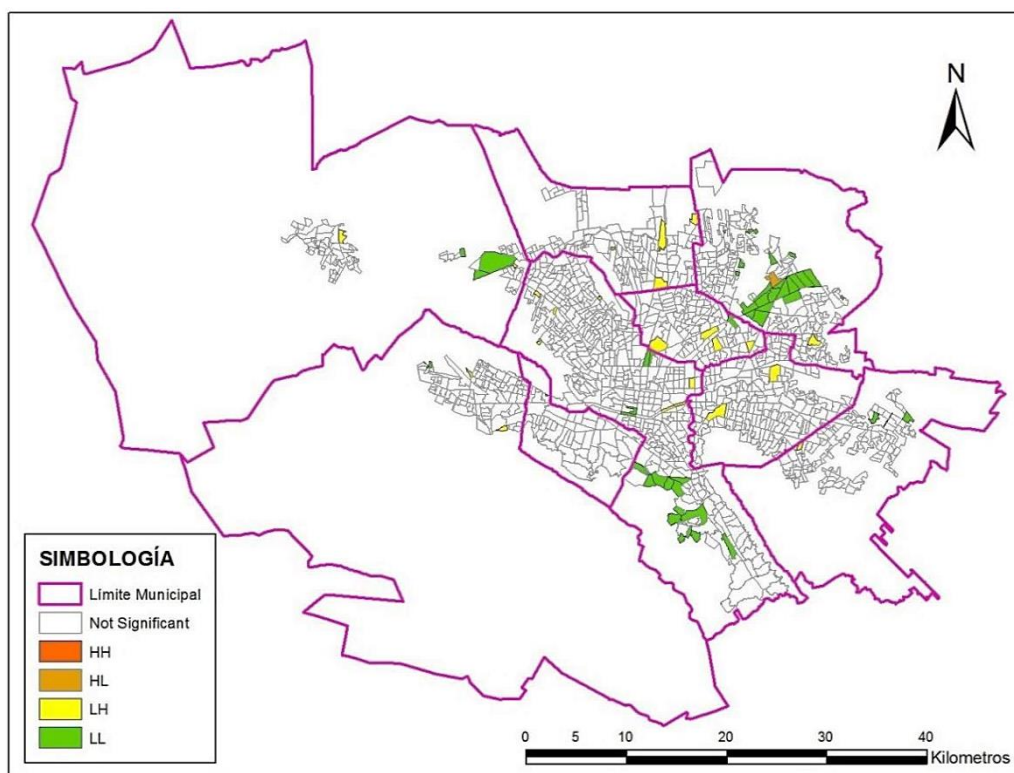 N
SIMBOLOGÍA
Límite Municipal
Not Significant
HH
HL
LH
LL
0 5 10 20 30 40
Kilometros